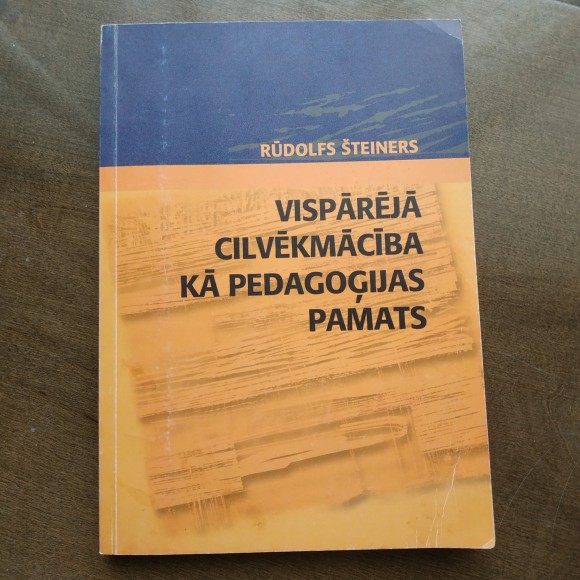 RŪDOLFS ŠTEINERS
VISPĀRĒJĀ
CILVĒKMĀCĪBA
KĀ PEDAGOĢIJAS
PAMATS